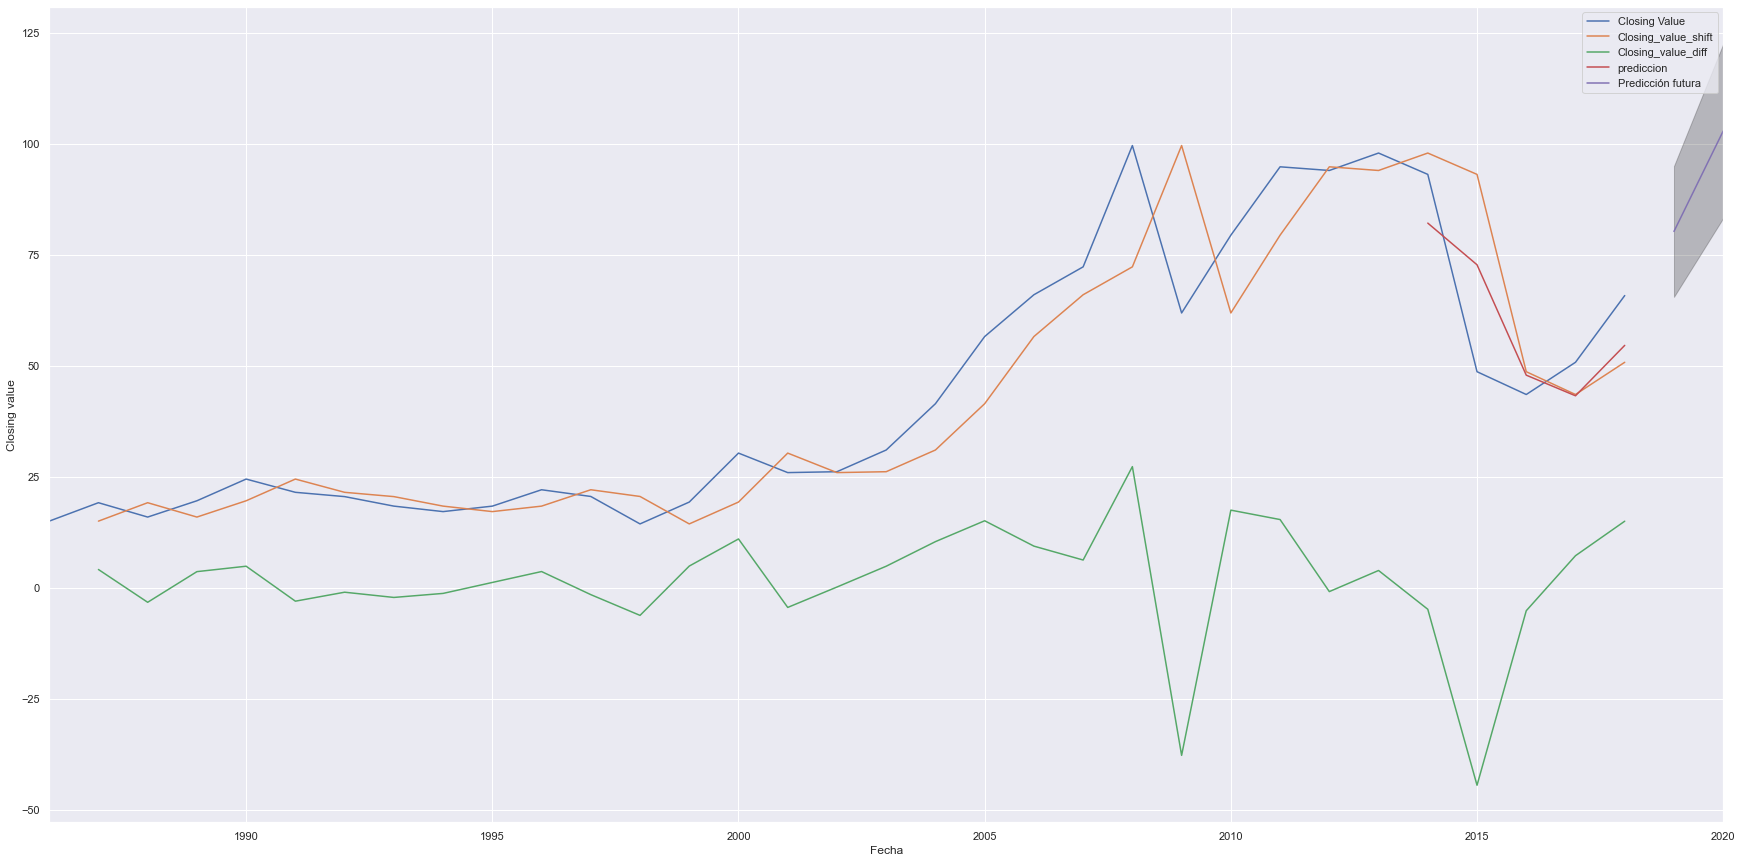 Closing Value
Closing_value_shift
Closing_value_diff
prediccion
Predicción futura
125
100
75
50
25
0
−25
−50
Closing value
1990
1995
2000
2005
2010
2015
2020
Fecha